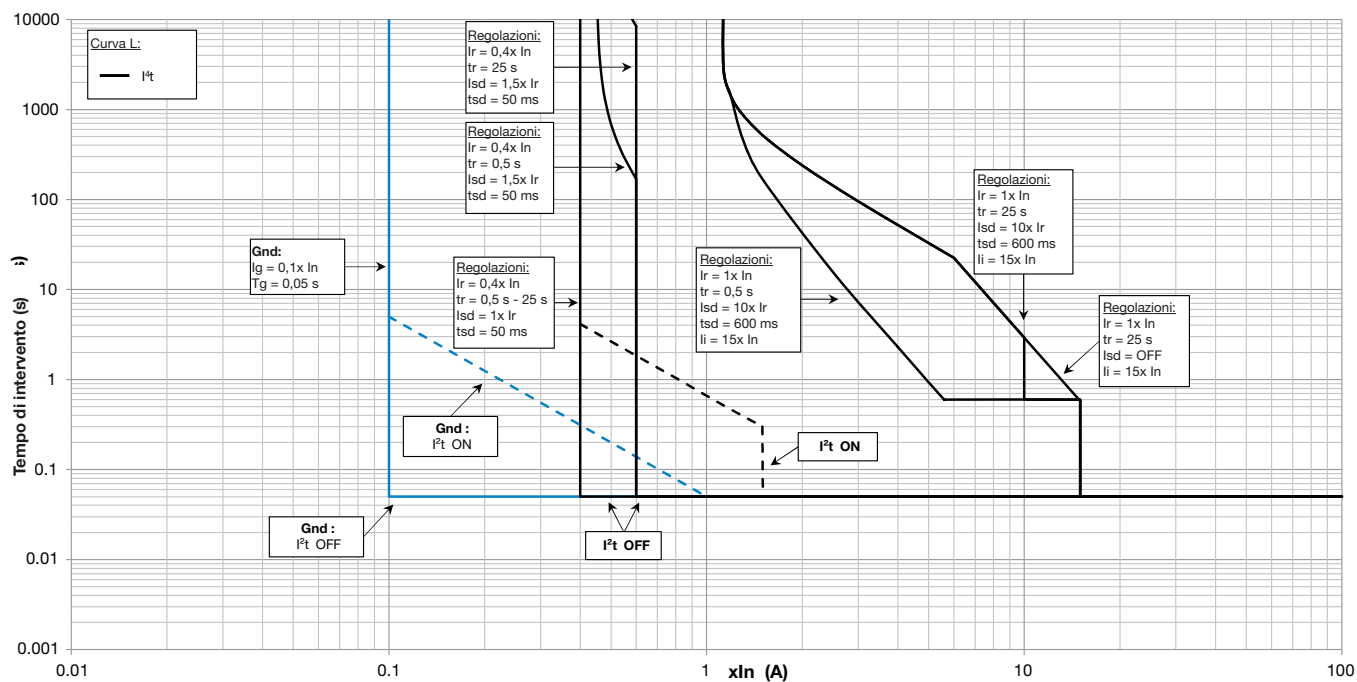 10000
1000
100
10
1
0.1
0.01
0.001
Tempo di intervento (s)
s)
Curva L:
I⁴t
Regolazioni:
Ir = 0,4x In
tr = 25 s
Isd = 1,5x Ir
tsd = 50 ms
Regolazioni:
Ir = 0,4x In
tr = 0,5 s
Isd = 1,5x Ir
tsd = 50 ms
Gnd:
Ig = 0,1x In
Tg = 0,05 s
Regolazioni:
Ir = 0,4x In
tr = 0,5 s - 25 s
Isd = 1x Ir
tsd = 50 ms
Regolazioni:
Ir = 1x In
tr = 0,5 s
Isd = 10x Ir
tsd = 600 ms
Ii = 15x In
Regolazioni:
Ir = 1x In
tr = 25 s
Isd = 10x Ir
tsd = 600 ms
Ii = 15x In
Regolazioni:
Ir = 1x In
tr = 25 s
Isd = OFF
Ii = 15x In
Gnd :
I²t ON
I²t ON
Gnd :
I²t OFF
I²t OFF
0.01
0.1
1
10
100
xIn (A)